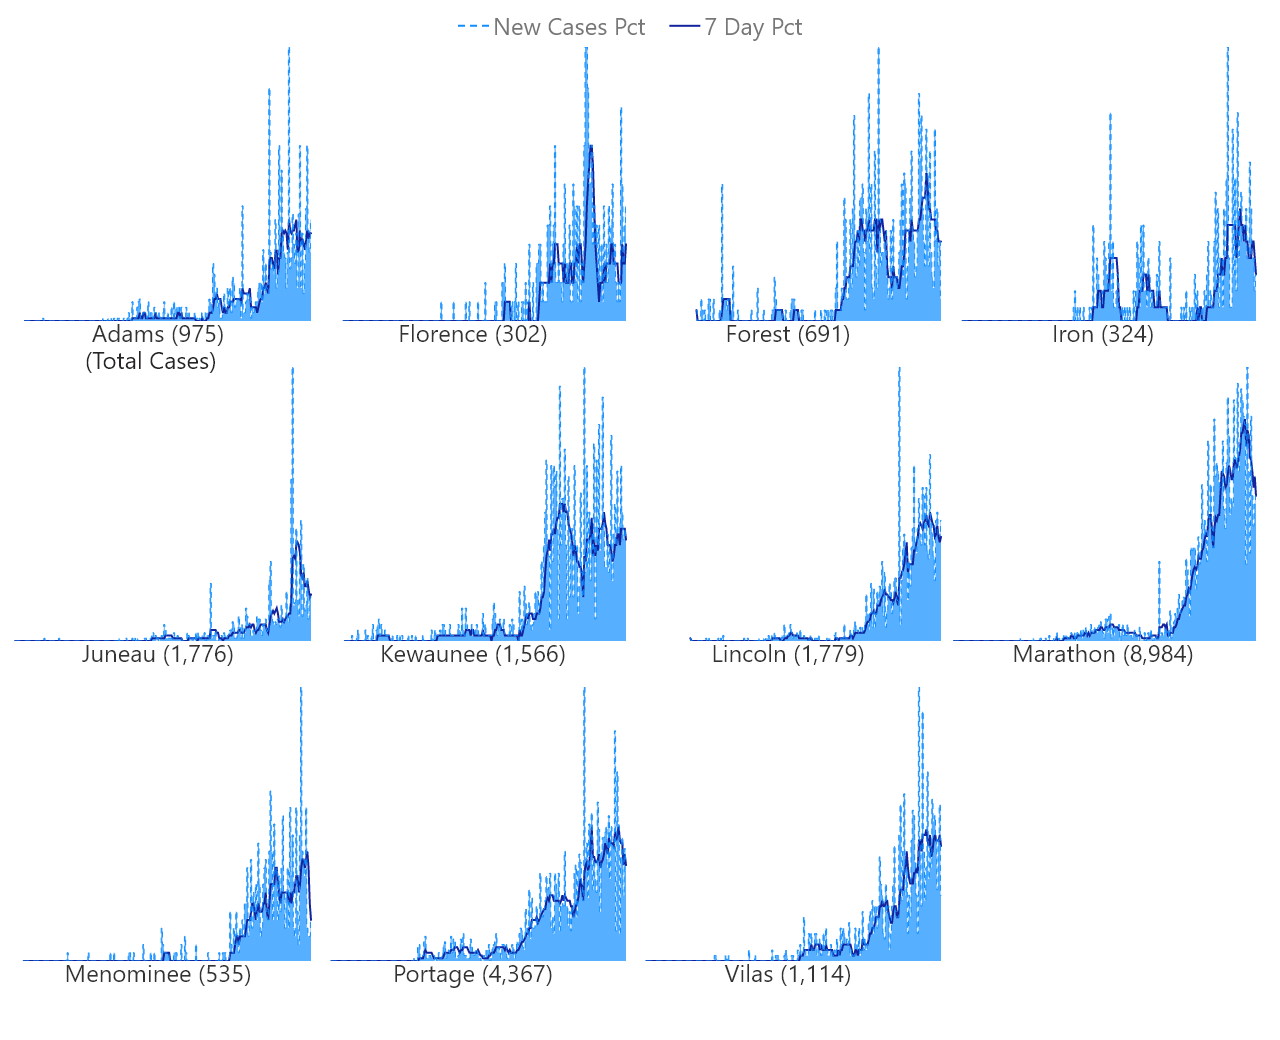 New Cases Pct 7 Day Pct
Adams (975) Florence (302) Forest (691) Iron (324)
(Total Cases)
Juneau (1,776) Kewaunee (1,566) Lincoln (1,779) Marathon (8,984)
Menominee (535) Portage (4,367) Vilas (1,114)